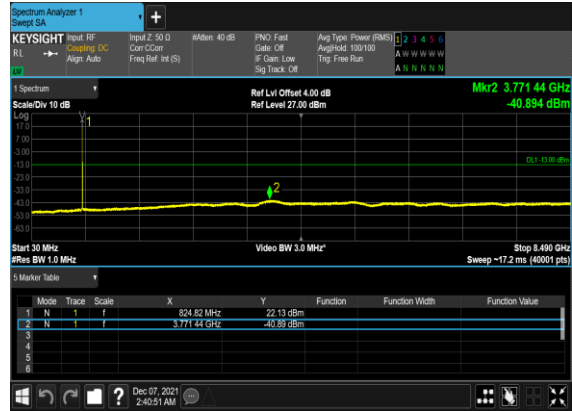 Spectrum Analyzer 1
Swept SA
+
KEYSIGHT Input: RF Input Z: 50 Ω #Atten: 40 dB PNO: Fast Avg Type: Power (RMS) 1 2 3 4 5 6
RL Coupling: DC Corr CCorr Gate: Off Avg|Hold: 100/100 A W W W W W
Align: Auto Freq Ref: Int (S) IF Gain: Low Trig: Free Run
Sig Track: Off A N N N N N
1 Spectrum Ref Lvl Offset 4.00 dB Mkr2 3.771 44 GHz
Scale/Div 10 dB Ref Level 27.00 dBm -40.894 dBm
Log
17.0 1
7.00
-3.00
-13.0 DL1 -13.00 dBm
-23.0
-33.0 2
-43.0
-53.0
-63.0
Start 30 MHz Video BW 3.0 MHz* Stop 8.490 GHz
#Res BW 1.0 MHz Sweep ~17.2 ms (40001 pts)
5 Marker Table
Mode Trace Scale X Y Function Function Width Function Value
1 N 1 f 824.82 MHz 22.13 dBm
2 N 1 f 3.771 44 GHz -40.89 dBm
3
4
5
6
? Dec 07, 2021
2:40:51 AM